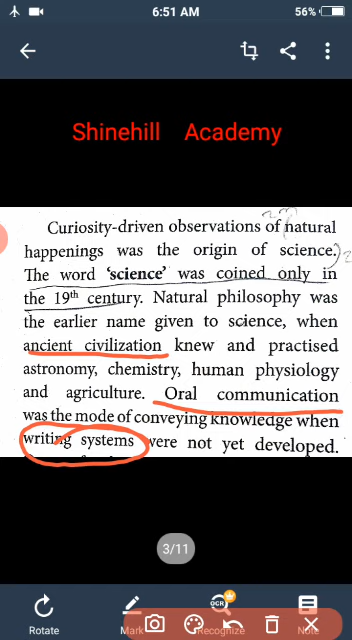 6:51 AM
56%
Shinehill Academy
Curiosity-driven observations of natural
happenings was the origin of science.
The word ‘science’ was coined only in
the 19th century. Natural philosophy was
the earlier name given to science, when
ancient civilization knew and practised
astronomy, chemistry, human physiology
and agriculture. Oral communication
was the mode of conveying knowledge when
writing systems were not yet developed.
3/11
OCR
Rotate
Mark
Recognize
Note